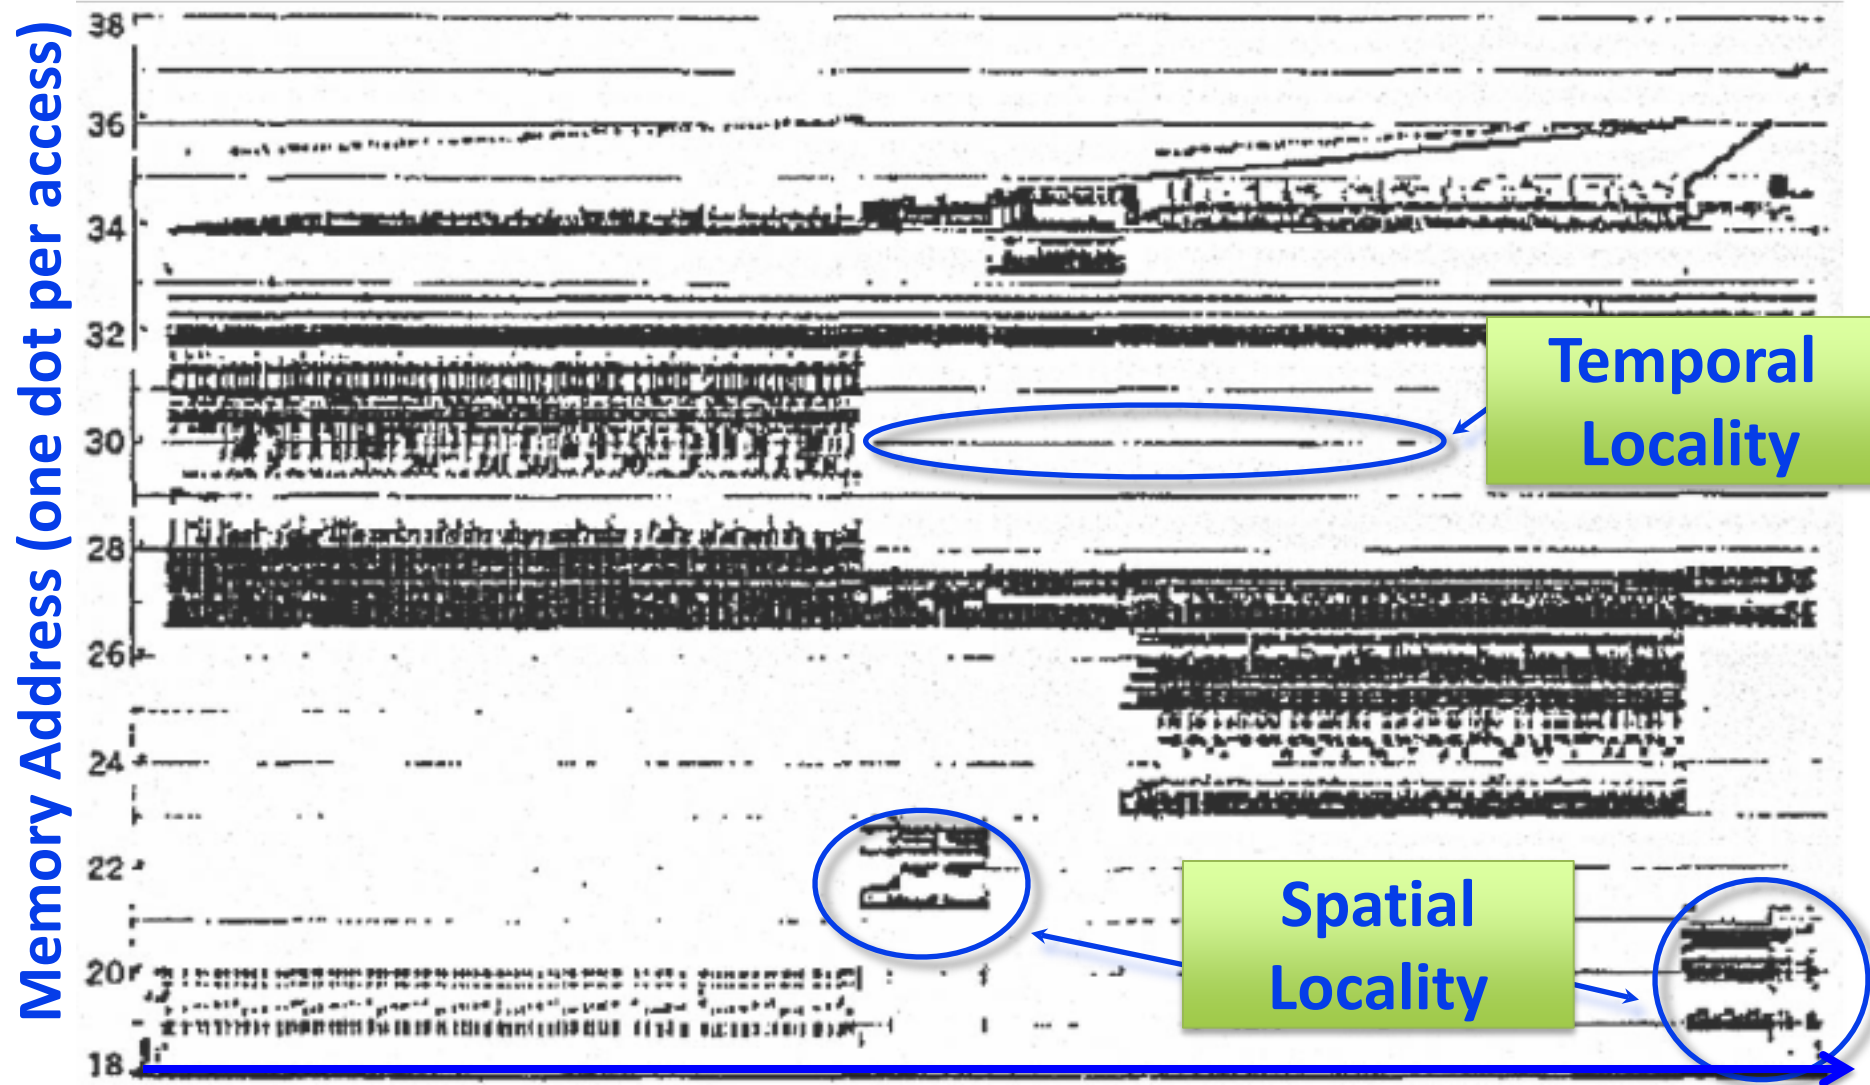 Memory Address (one dot per access)
38
36
34
32
Temporal
Locality
30
28
26
24
22
Spatial
Locality
20
18